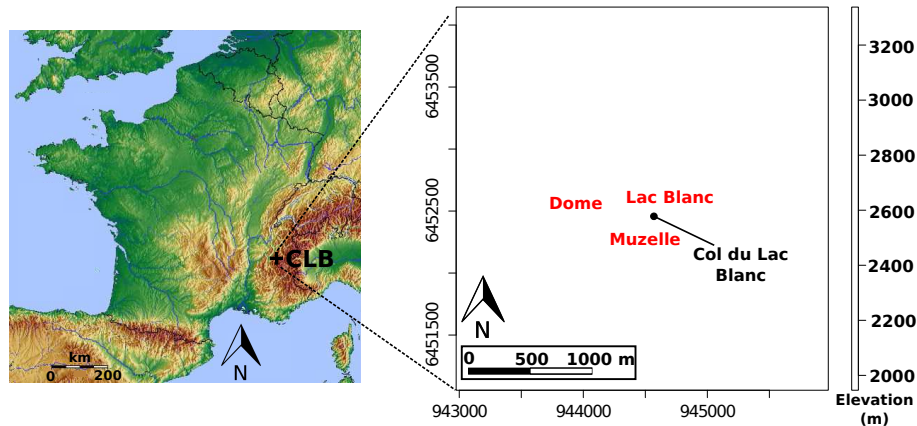 +CLB
km
0 200
N
6453500
6452500
6451500
Dome
Lac Blanc
Muzelle
Col du Lac
Blanc
N
0 500 1000 m
943000 944000 945000
3200
3000
2800
2600
2400
2200
2000
Elevation
(m)